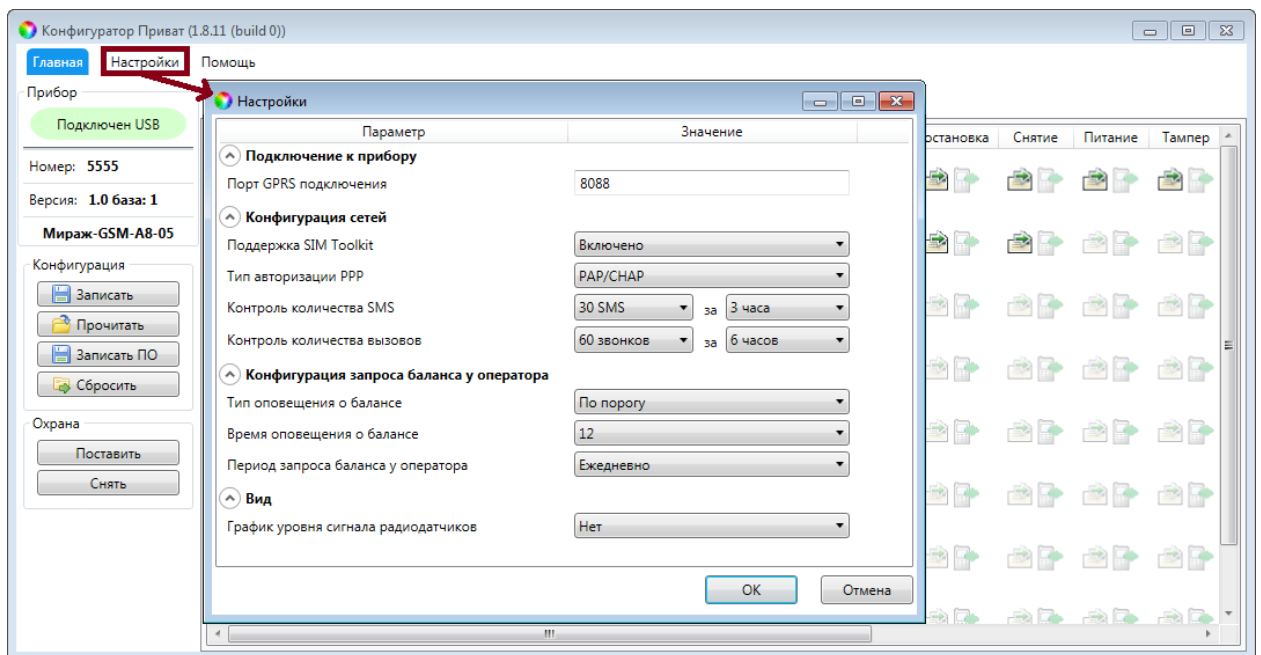 Конфигуратор Приват (1.8.11 (build 0))
Главная Настройки Помощь
Прибор
Подключен USB
Номер: 5555
Версия: 1.0 база: 1
Мираж-GSM-A8-05
Конфигурация
Записать
Прочитать
Записать ПО
Сбросить
Охрана
Поставить
Снять
Настройки
Параметр Значение
Подключение к прибору
Порт GPRS подключения 8088
Конфигурация сетей
Поддержка SIM Toolkit Включено
Тип авторизации PPP PAP/CHAP
Контроль количества SMS 30 SMS за 3 часа
Контроль количества вызовов 60 звонков за 6 часов
Конфигурация запроса баланса у оператора
Тип оповещения о балансе По порогу
Время оповещения о балансе 12
Период запроса баланса у оператора Ежедневно
Вид
График уровня сигнала радиодатчиков Нет
ОК Отмена
остановка Снятие Питание Тампер